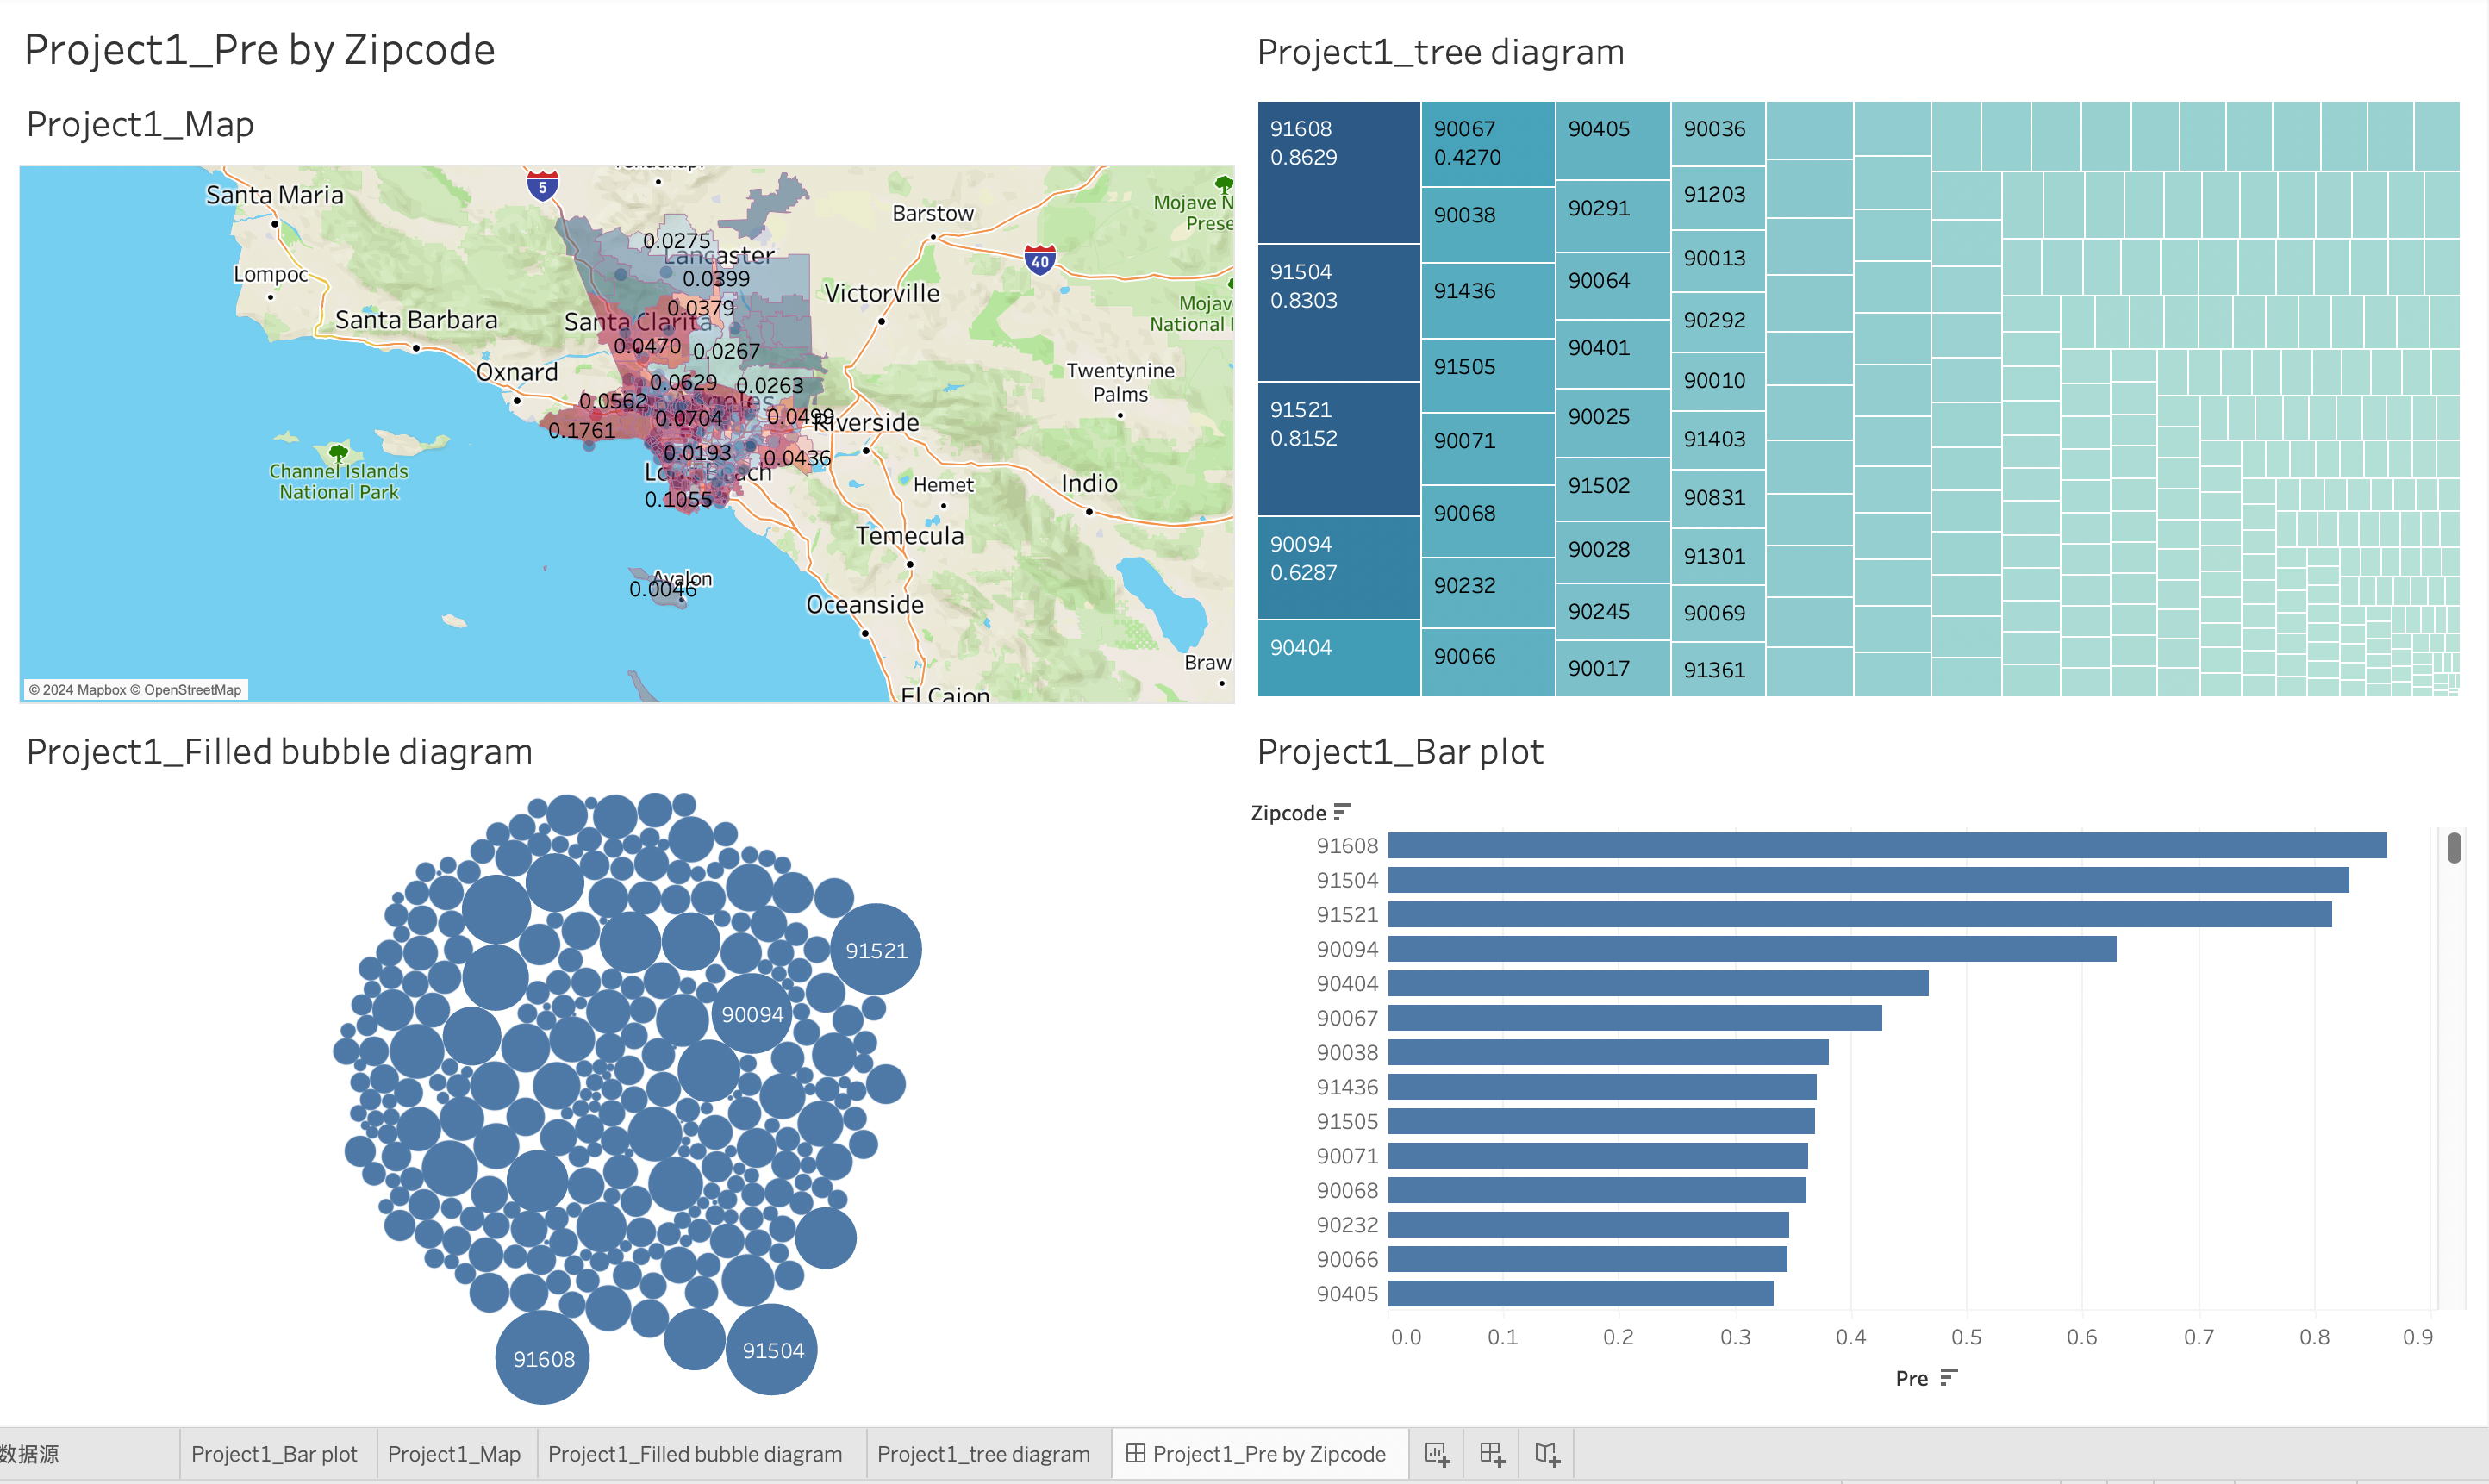 Project1_Pre by Zipcode
Project1_Map
Santa Maria
5
Barstow
Mojave N
Prese
0.0275
Lancaster
40
Lompoc
0.0399
Victorville
0.0379
Mojav
National I
Santa Barbara
Santa Clarita
0.0470
0.0267
Oxnard
0.0629
0.0263
Twentynine
Palms
0.0562
0.0704
0.0499
Riverside
0.1761
0.0193
0.0436
Channel Islands
National Park
Long Beach
Hemet
Indio
0.1055
Temecula
Avalon
0.0046
Oceanside
Braw
© 2024 Mapbox © OpenStreetMap
El Cajon
Project1_tree diagram
91608
0.8629
91504
0.8303
91521
0.8152
90094
0.6287
90404
90067
0.4270
90038
91436
91505
90071
90068
90232
90066
90405
90291
90064
90401
90025
91502
90028
90245
90017
90036
91203
90013
90292
90010
91403
90831
91301
90069
91361
Project1_Filled bubble diagram
91521
90094
91608
91504
Project1_Bar plot
Zipcode
91608
91504
91521
90094
90404
90067
90038
91436
91505
90071
90068
90232
90066
90405
0.0 0.1 0.2 0.3 0.4 0.5 0.6 0.7 0.8 0.9
Pre
数据源 Project1_Bar plot Project1_Map Project1_Filled bubble diagram Project1_tree diagram Project1_Pre by Zipcode